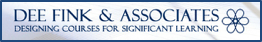 DEE FINK & ASSOCIATES
DESIGNING COURSES FOR SIGNIFICANT LEARNING